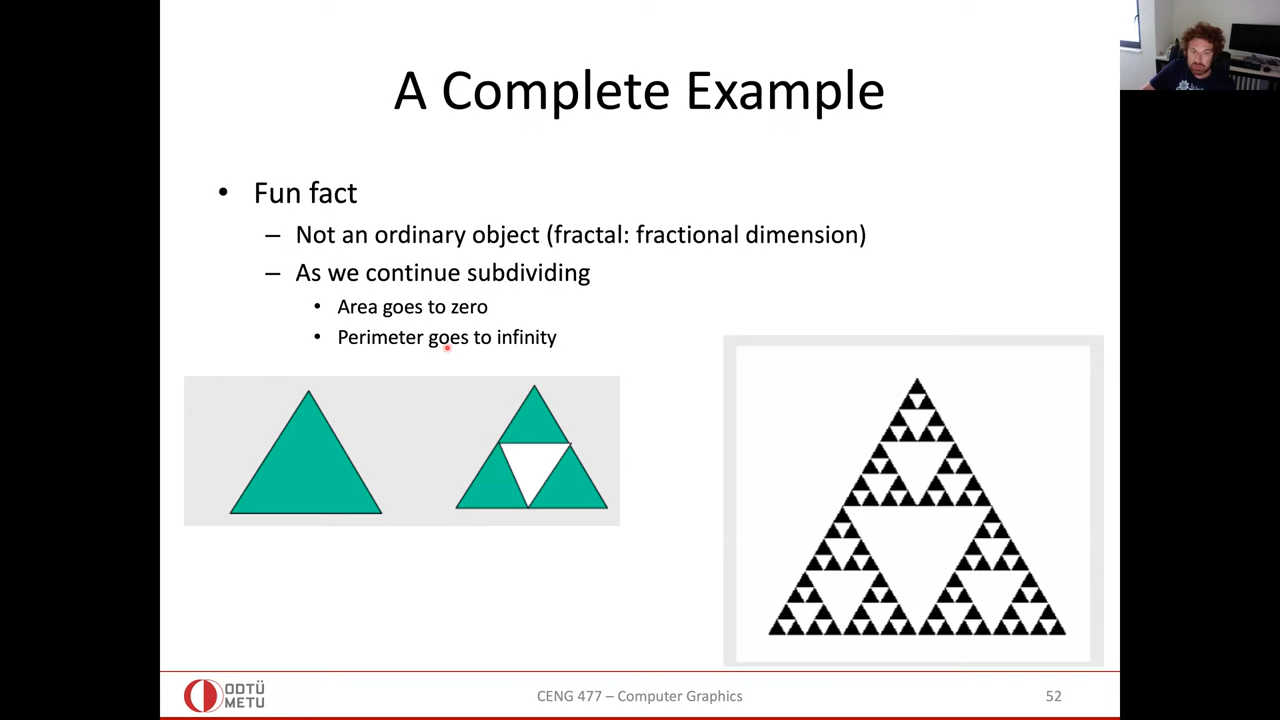 A Complete Example
• Fun fact
– Not an ordinary object (fractal: fractional dimension)
– As we continue subdividing
• Area goes to zero
• Perimeter goes to infinity
ODTÜ
METU
CENG 477 – Computer Graphics
52